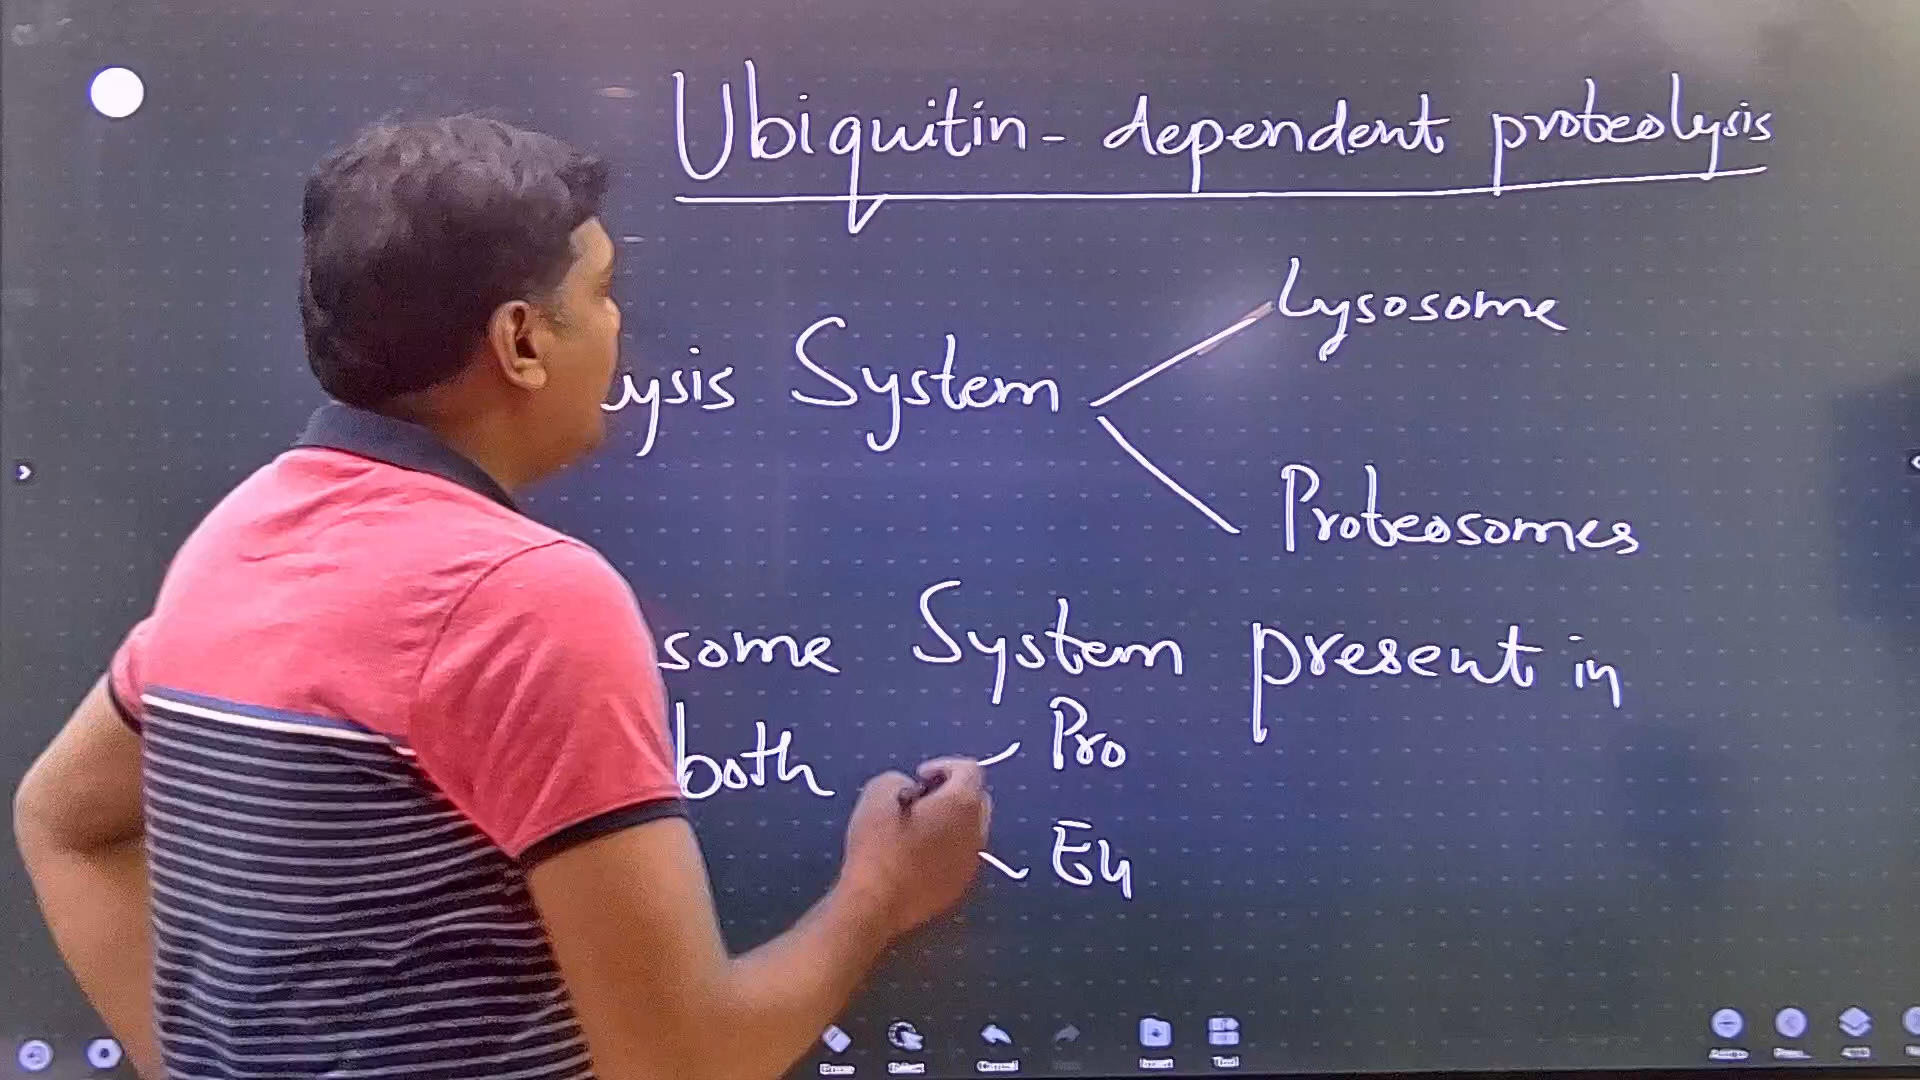 Ubiquitin - dependent proteolysis
Lysosome
ysis System
Proteosomes
some System present in
both
Pro
Eu